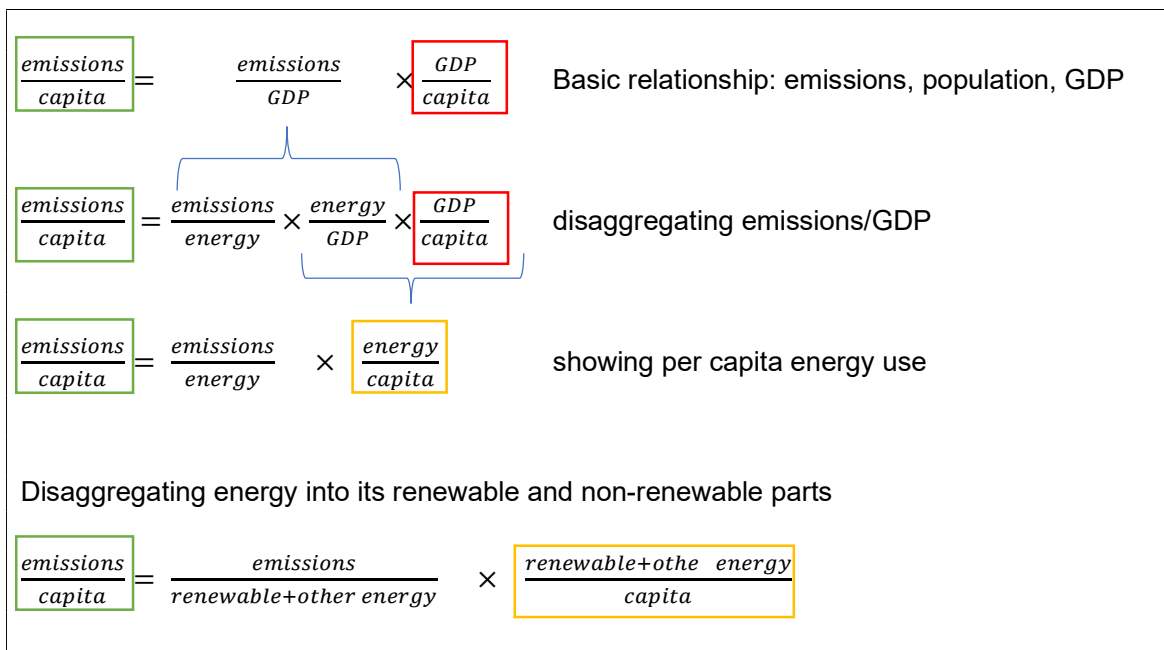 emissions/capita = emissions/GDP × GDP/capita Basic relationship: emissions, population, GDP
emissions/capita = emissions/energy × energy/GDP × GDP/capita disaggregating emissions/GDP
emissions/capita = emissions/energy × energy/capita showing per capita energy use
Disaggregating energy into its renewable and non-renewable parts
emissions/capita = emissions/renewable+other energy × renewable+othe energy/capita